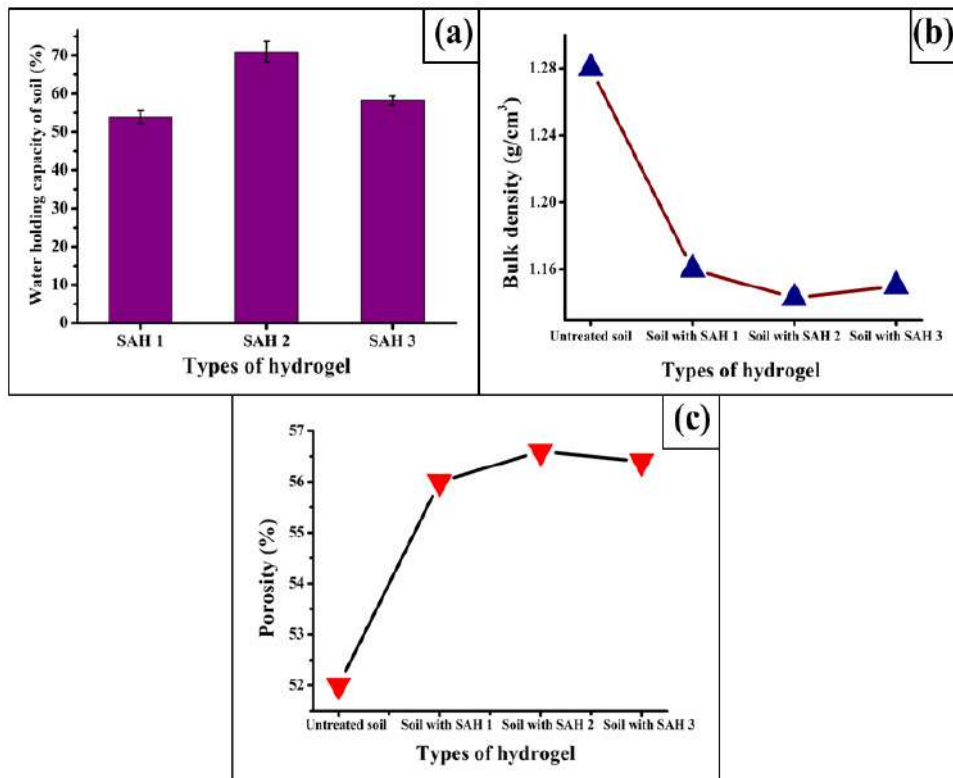 (a)
Water holding capacity of soil (%)
70
60
50
40
30
20
10
0
SAH 1 SAH 2 SAH 3
Types of hydrogel
(b)
Bulk density (g/cm³)
1.28
1.24
1.20
1.16
Untreated soil Soil with SAH 1 Soil with SAH 2 Soil with SAH 3
Types of hydrogel
(c)
Porosity (%)
57
56
55
54
53
52
Untreated soil Soil with SAH 1 Soil with SAH 2 Soil with SAH 3
Types of hydrogel